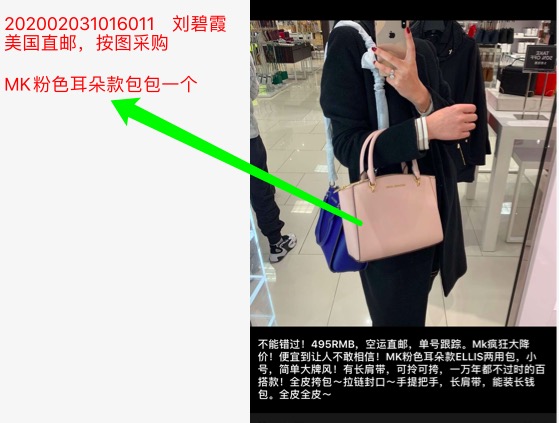 202002031016011 刘碧霞
美国直邮，按图采购
MK粉色耳朵款包包一个
不能错过！495RMB，空运直邮，单号跟踪。Mk疯狂大降
价！便宜到让人不敢相信！MK粉色耳朵款ELLIS两用包，小
号，简单大牌风！有长肩带，可拎可挎，一万年都不过时的百
搭款！全皮挎包～拉链封口～手提把手，长肩带，能装长钱
包。全皮全皮～